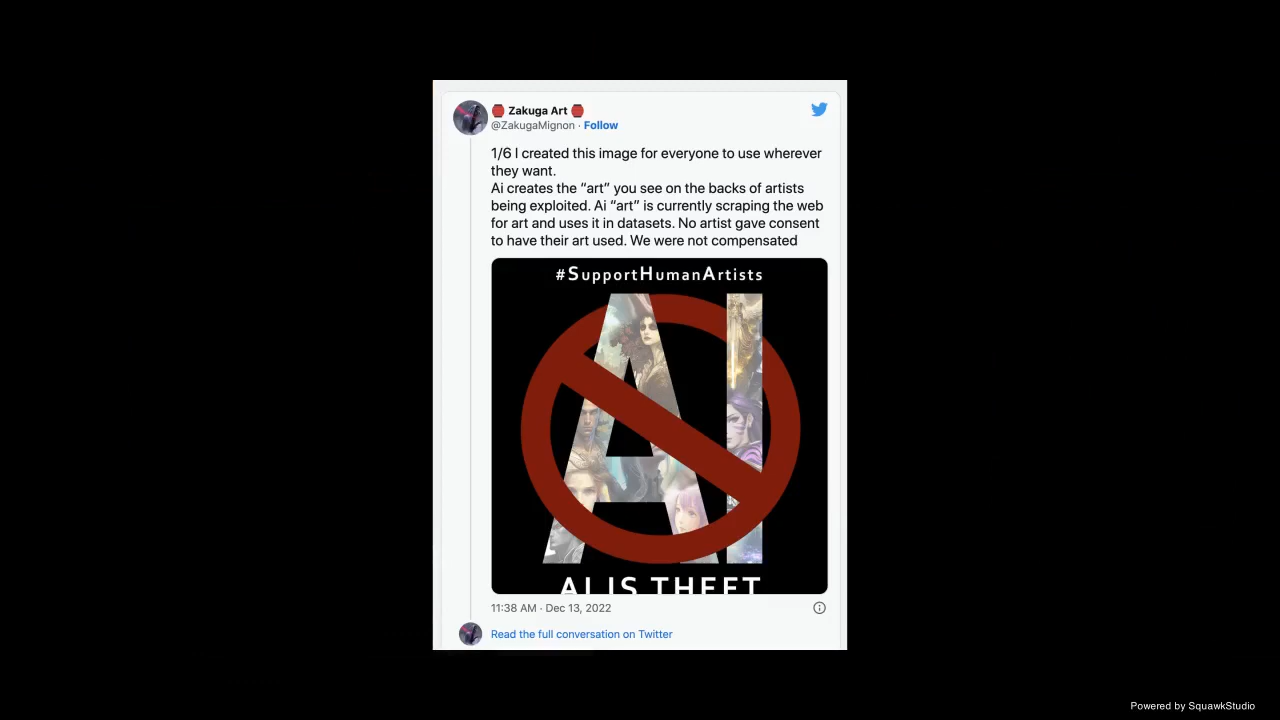 Zakuga Art
@ZakugaMignon · Follow
1/6 I created this image for everyone to use wherever
they want.
Ai creates the “art” you see on the backs of artists
being exploited. Ai “art” is currently scraping the web
for art and uses it in datasets. No artist gave consent
to have their art used. We were not compensated
#SupportHumanArtists
AI
AI IS THEFT
11:38 AM · Dec 13, 2022
Read the full conversation on Twitter
Powered by SquawkStudio